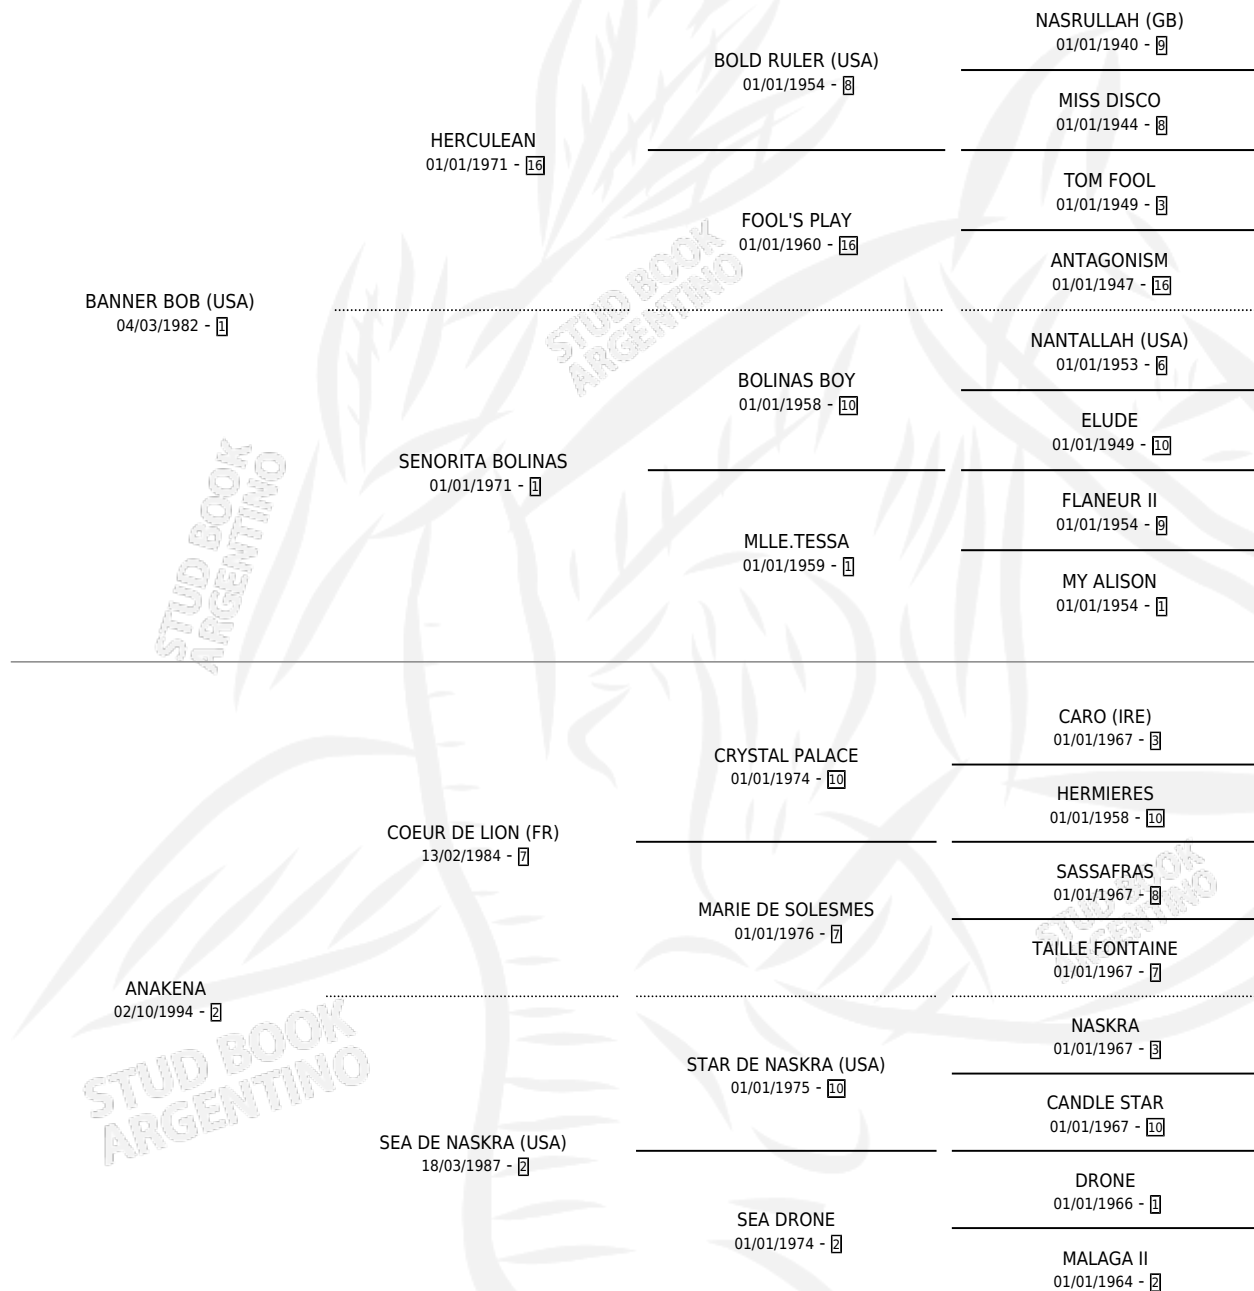 NASRULLAH (GB)
01/01/1940 - 9
BOLD RULER (USA)
01/01/1954 - 8
MISS DISCO
01/01/1944 - 8
HERCULEAN
01/01/1971 - 16
TOM FOOL
01/01/1949 - 3
FOOL'S PLAY
01/01/1960 - 16
ANTAGONISM
01/01/1947 - 16
BANNER BOB (USA)
04/03/1982 - 1
NANTALLAH (USA)
01/01/1953 - 6
BOLINAS BOY
01/01/1958 - 10
ELUDE
01/01/1949 - 10
SENORITA BOLINAS
01/01/1971 - 1
FLANEUR II
01/01/1954 - 9
MLLE.TESSA
01/01/1959 - 1
MY ALISON
01/01/1954 - 1
CARO (IRE)
01/01/1967 - 3
CRYSTAL PALACE
01/01/1974 - 10
HERMIERES
01/01/1958 - 10
COEUR DE LION (FR)
13/02/1984 - 7
SASSAFRAS
01/01/1967 - 8
MARIE DE SOLESMES
01/01/1976 - 7
TAILLE FONTAINE
01/01/1967 - 7
ANAKENA
02/10/1994 - 2
NASKRA
01/01/1967 - 3
STAR DE NASKRA (USA)
01/01/1975 - 10
CANDLE STAR
01/01/1967 - 10
SEA DE NASKRA (USA)
18/03/1987 - 2
DRONE
01/01/1966 - 1
SEA DRONE
01/01/1974 - 2
MALAGA II
01/01/1964 - 2
STUD BOOK
ARGENTINO
STUD BOOK
ARGENTINO
STUD BOOK
ARGENTINO
STUD BOOK
ARGENTINO